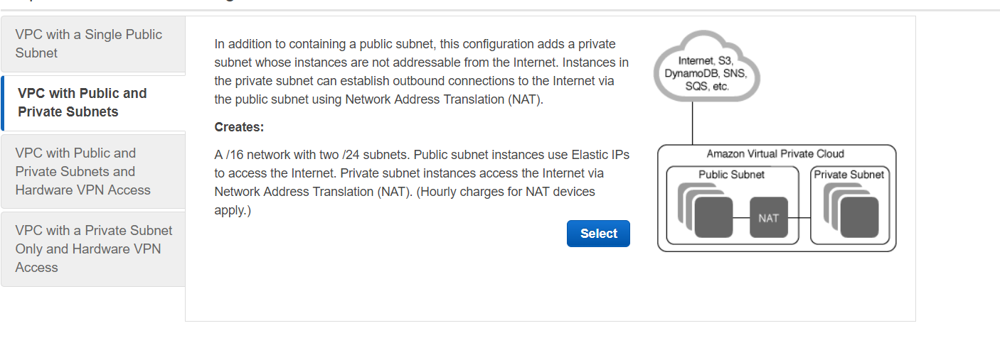 VPC with a Single Public
Subnet
VPC with Public and
Private Subnets
VPC with Public and
Private Subnets and
Hardware VPN Access
VPC with a Private Subnet
Only and Hardware VPN
Access
In addition to containing a public subnet, this configuration adds a private
subnet whose instances are not addressable from the Internet. Instances in
the private subnet can establish outbound connections to the Internet via
the public subnet using Network Address Translation (NAT).
Creates:
A /16 network with two /24 subnets. Public subnet instances use Elastic IPs
to access the Internet. Private subnet instances access the Internet via
Network Address Translation (NAT). (Hourly charges for NAT devices
apply.)
Select
Internet, S3,
DynamoDB, SNS,
SQS, etc.
Amazon Virtual Private Cloud
Public Subnet
Private Subnet
NAT